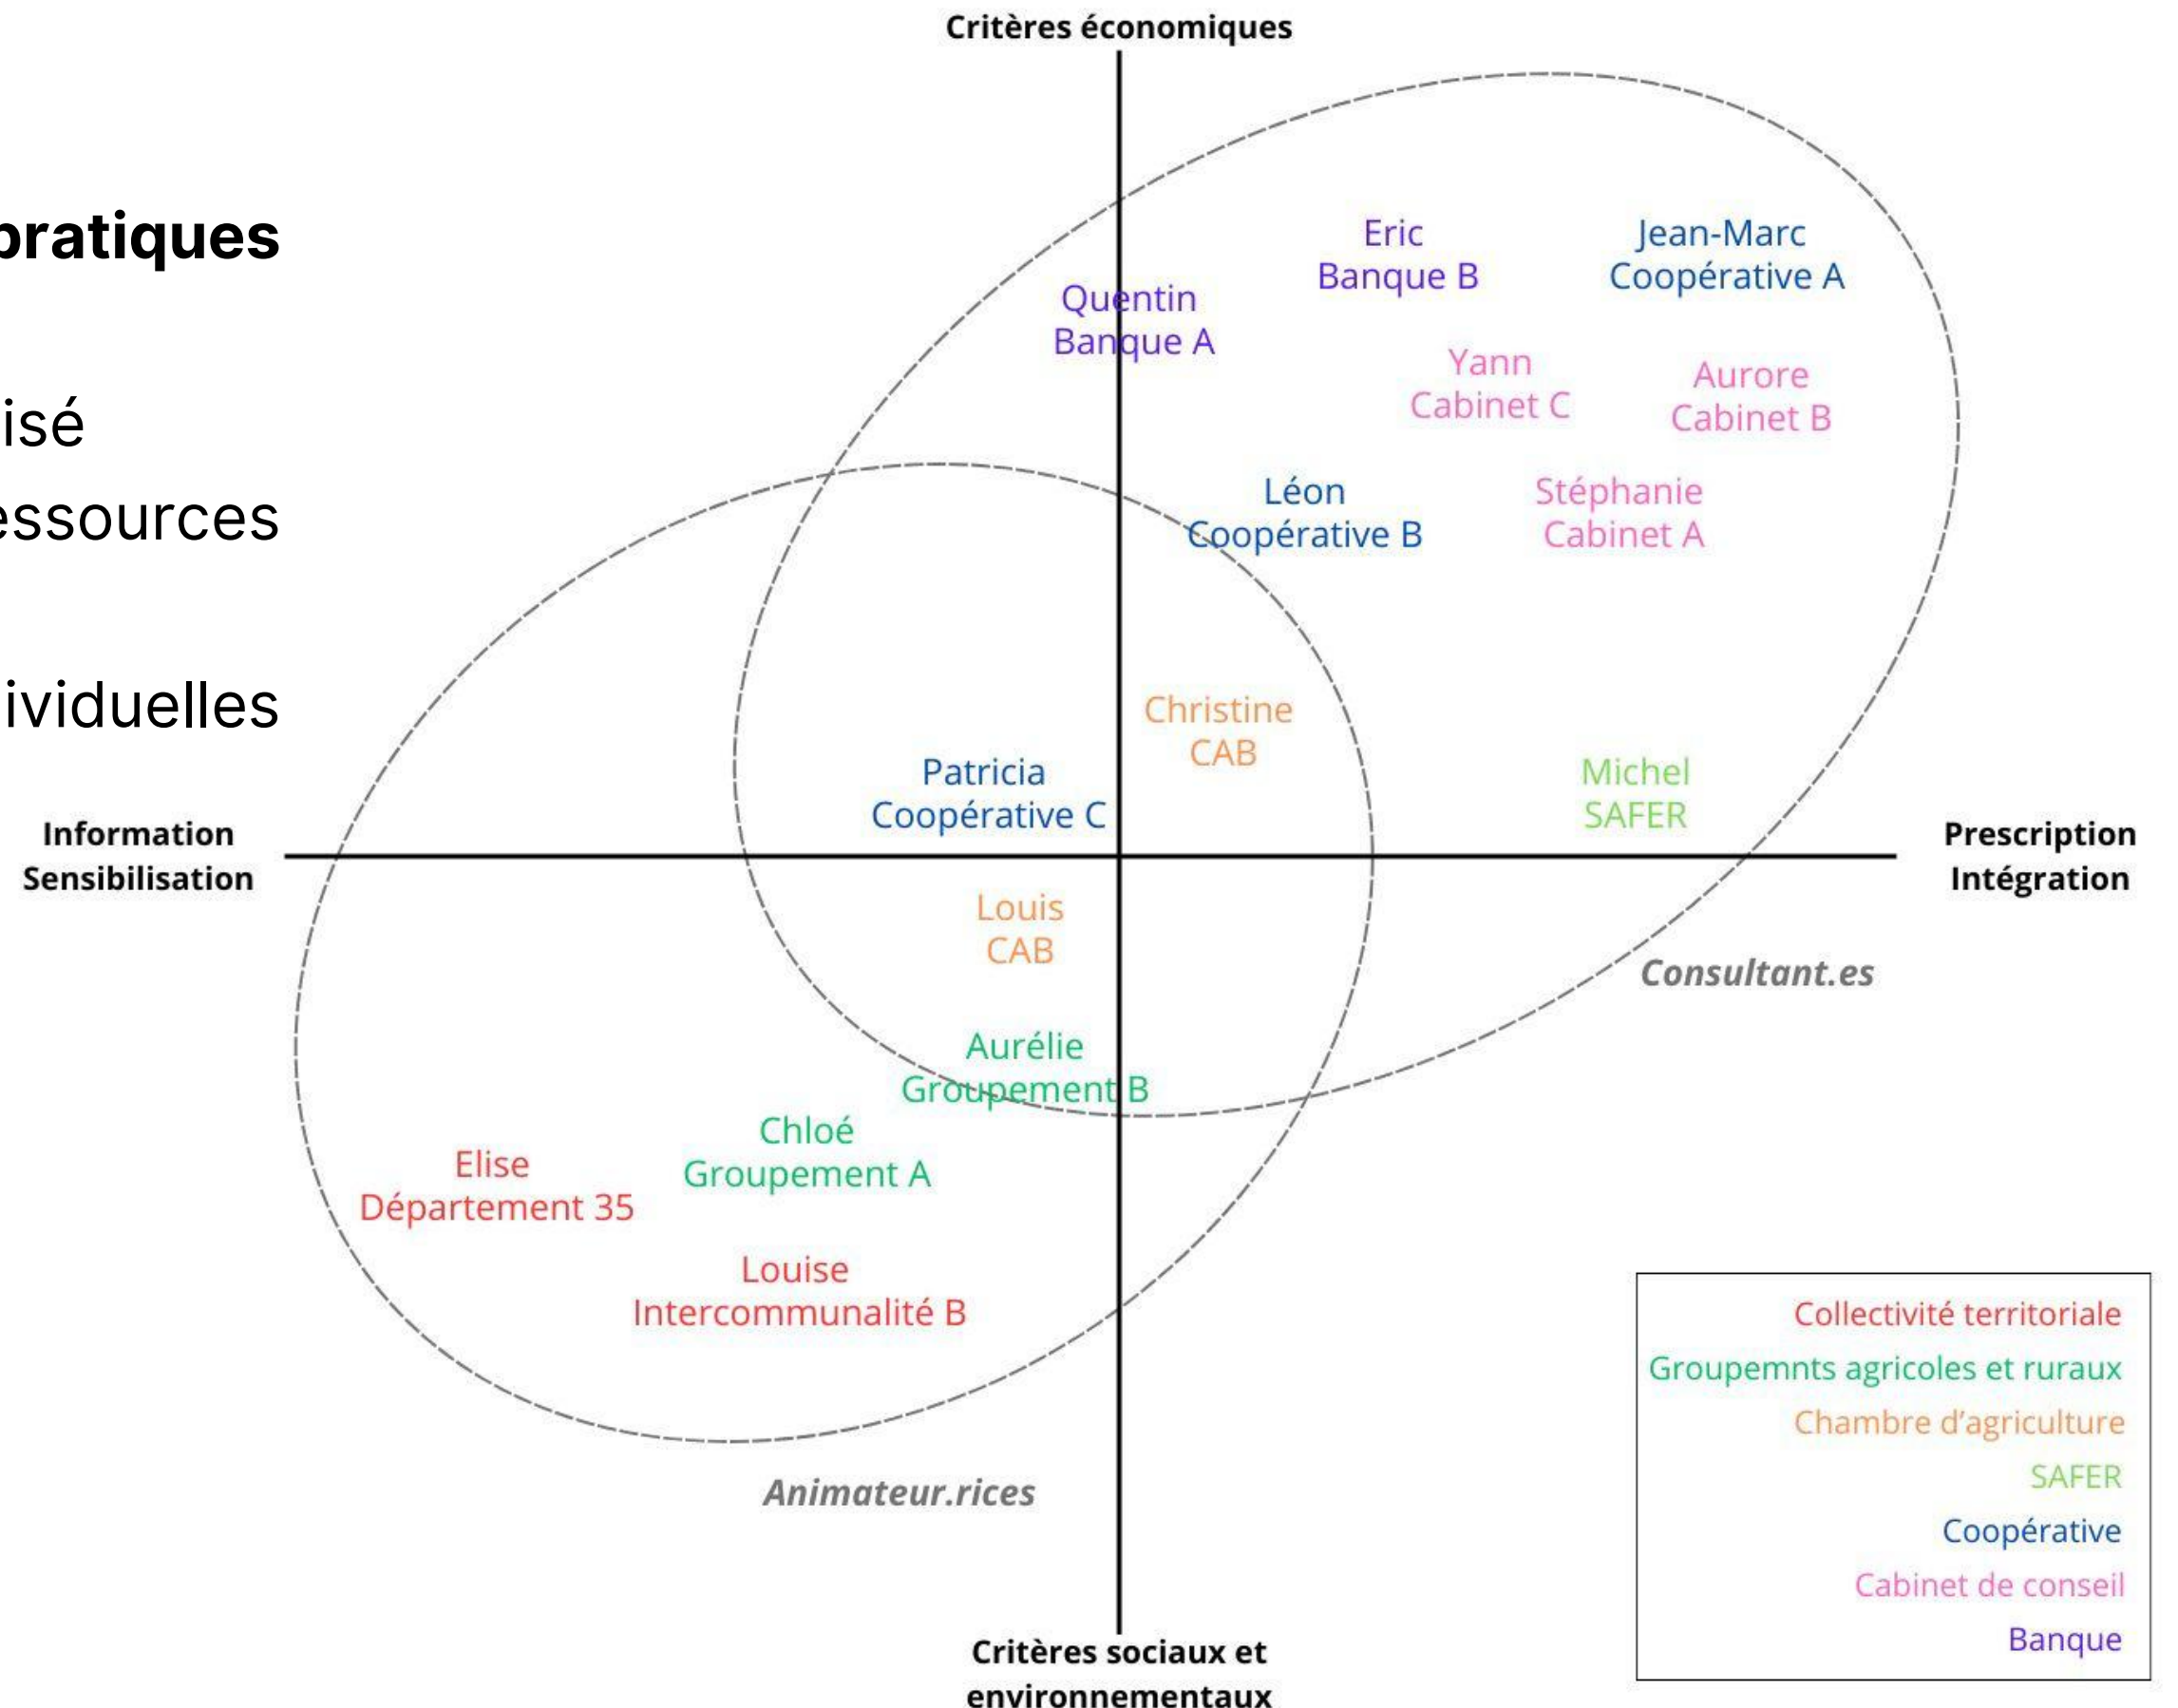 Critères économiques
pratiques
isé
essources
ividuelles
Eric
Banque B
Jean-Marc
Coopérative A
Quentin
Banque A
Yann
Cabinet C
Aurore
Cabinet B
Léon
Coopérative B
Stéphanie
Cabinet A
Christine
CAB
Patricia
Coopérative C
Michel
SAFER
Information
Sensibilisation
Prescription
Intégration
Louis
CAB
Consultant.es
Aurélie
Groupement B
Chloé
Groupement A
Elise
Département 35
Louise
Intercommunalité B
Animateur.rices
Critères sociaux et
environnementaux
Collectivité territoriale
Groupemnts agricoles et ruraux
Chambre d’agriculture
SAFER
Coopérative
Cabinet de conseil
Banque